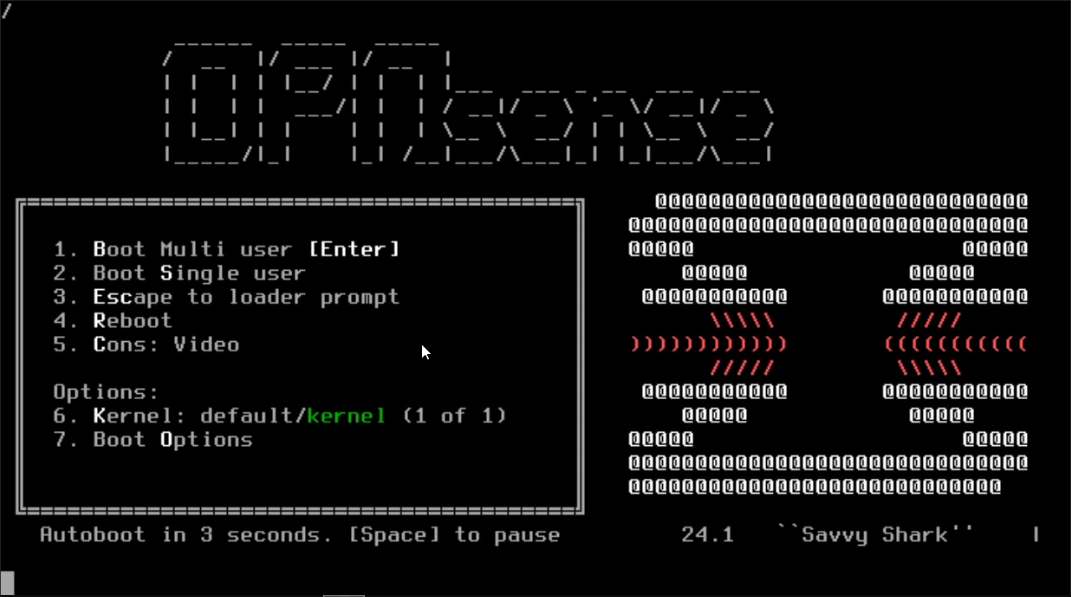 /
OPNsense
1. Boot Multi user [Enter]
2. Boot Single user
3. Escape to loader prompt
4. Reboot
5. Cons: Video
Options:
6. Kernel: default/kernel (1 of 1)
7. Boot Options
Autoboot in 3 seconds. [Space] to pause
24.1 ``Savvy Shark'' |